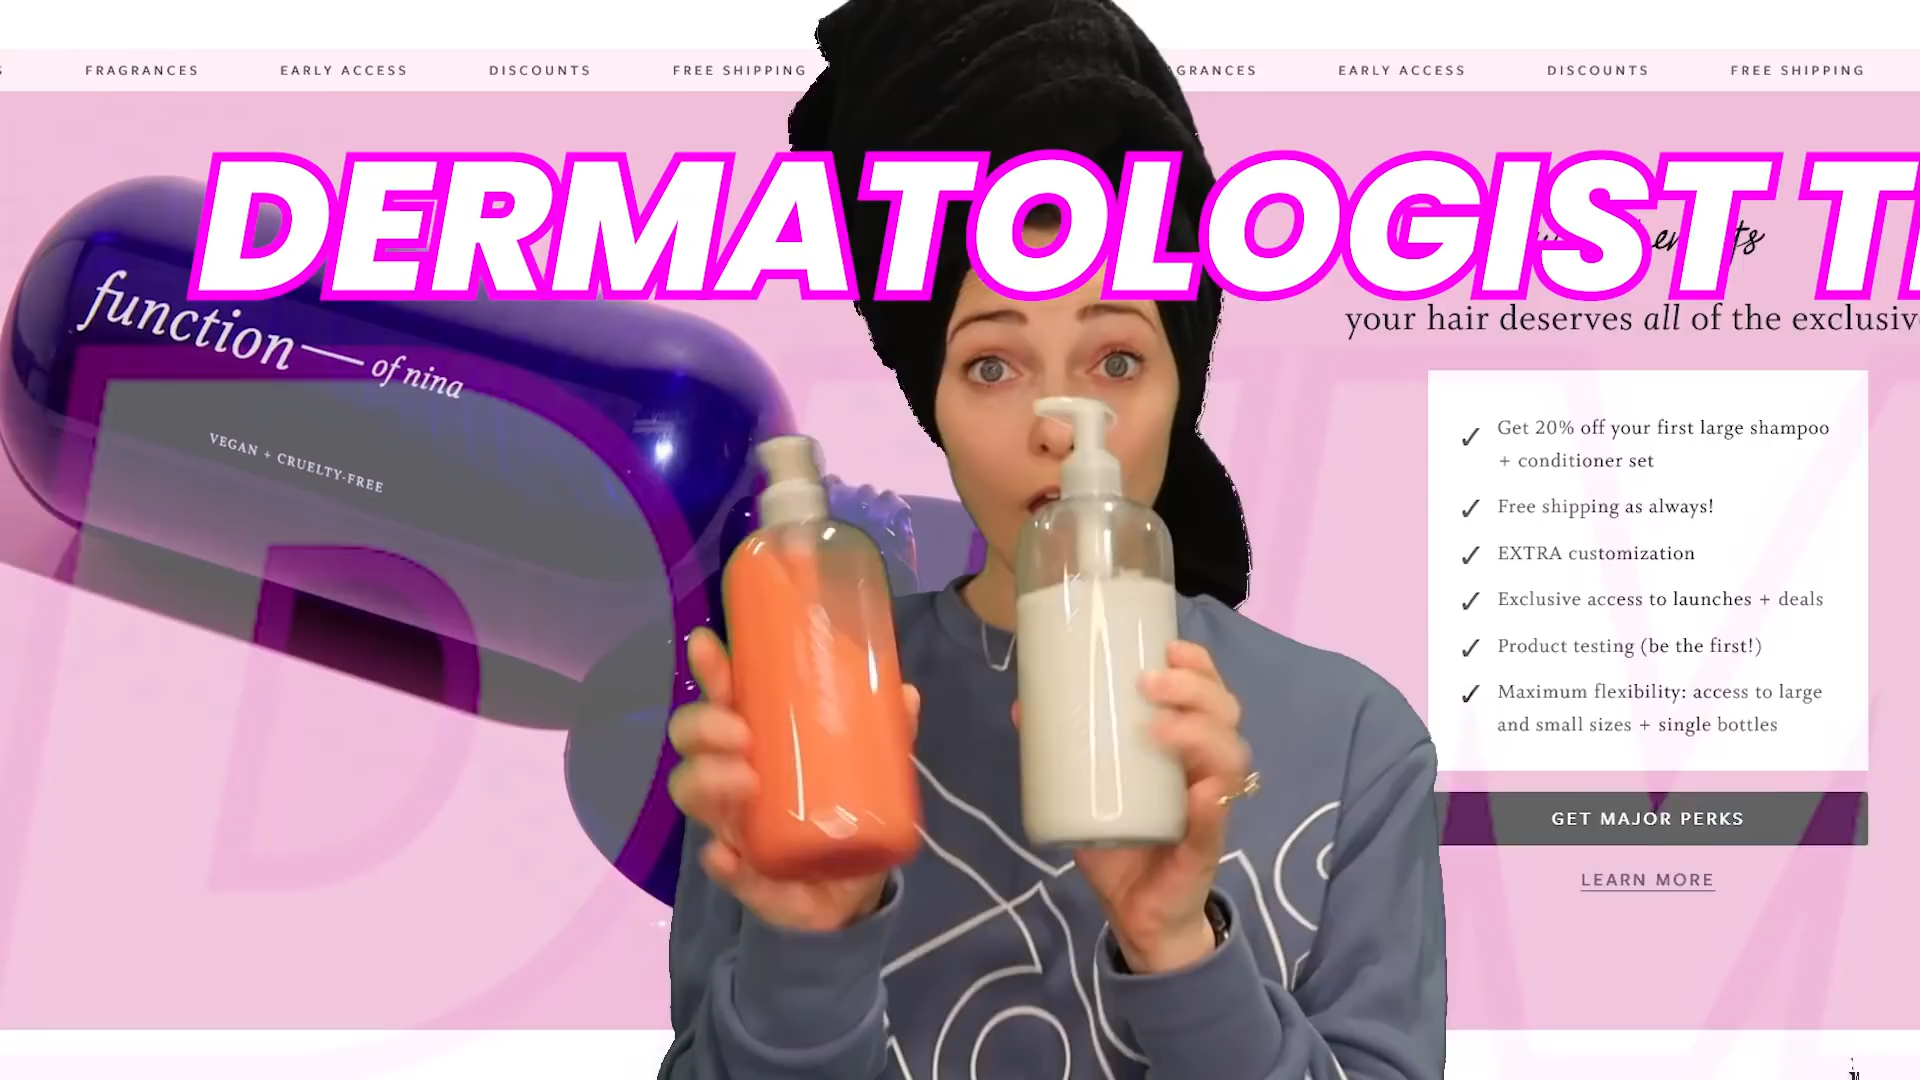 FRAGRANCES EARLY ACCESS DISCOUNTS FREE SHIPPING EARLY ACCESS DISCOUNTS FREE SHIPPING
DERMATOLOGIST
your hair deserves all of the
function—of nina
VEGAN + CRUELTY-FREE
Get 20% off your first large shampoo
+ conditioner set
Free shipping as always!
EXTRA customization
Exclusive access to launches + deals
Product testing (be the first!)
Maximum flexibility: access to large
and small sizes + single bottles
GET MAJOR PERKS
LEARN MORE